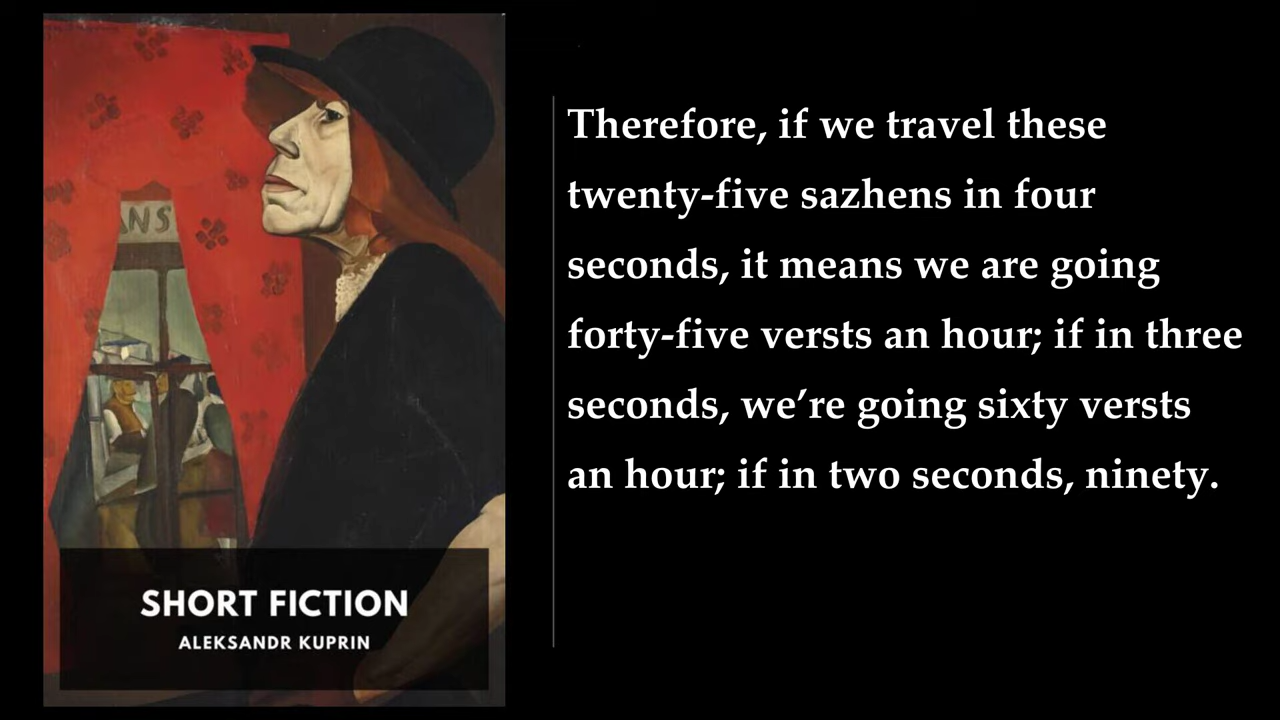 ANS
SHORT FICTION
ALEKSANDR KUPRIN
Therefore, if we travel these
twenty-five sazhens in four
seconds, it means we are going
forty-five versts an hour; if in three
seconds, we’re going sixty versts
an hour; if in two seconds, ninety.